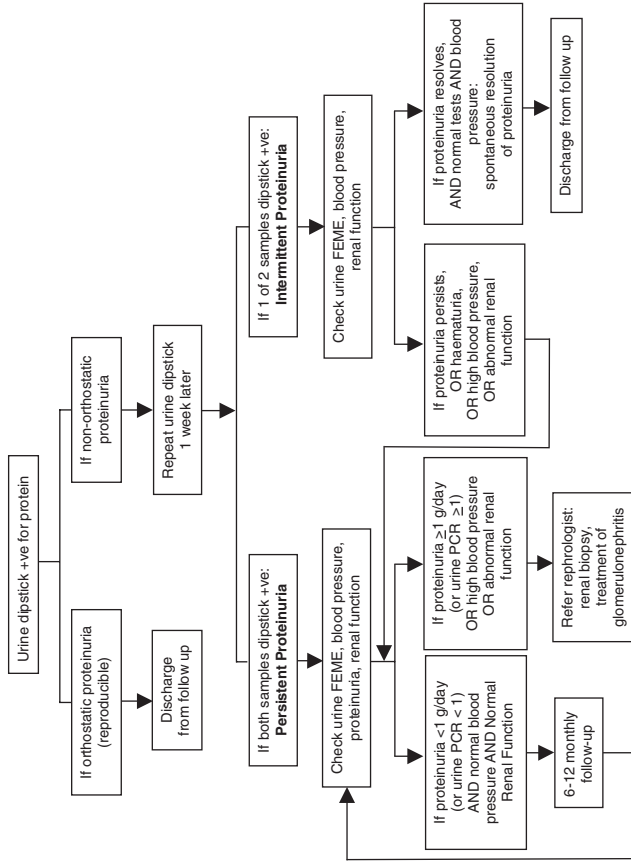 Urine dipstick +ve for protein
If orthostatic proteinuria
(reproducible)
If non-orthostatic
proteinuria
Discharge
from follow up
Repeat urine dipstick
1 week later
If both samples dipstick +ve:
Persistent Proteinuria
If 1 of 2 samples dipstick +ve:
Intermittent Proteinuria
Check urine FEME, blood pressure,
proteinuria, renal function
Check urine FEME, blood pressure,
renal function
If proteinuria <1 g/day
(or urine PCR < 1)
AND normal blood
pressure AND Normal
Renal Function
If proteinuria ≥1 g/day
(or urine PCR ≥1)
OR high blood pressure
OR abnormal renal
function
If proteinuria persists,
OR haematuria,
OR high blood pressure,
OR abnormal renal
function
If proteinuria resolves,
AND normal tests AND blood
pressure:
spontaneous resolution
of proteinuria
6-12 monthly
follow-up
Refer rephrologist:
renal biopsy,
treatment of
glomerulonephritis
Discharge from follow up